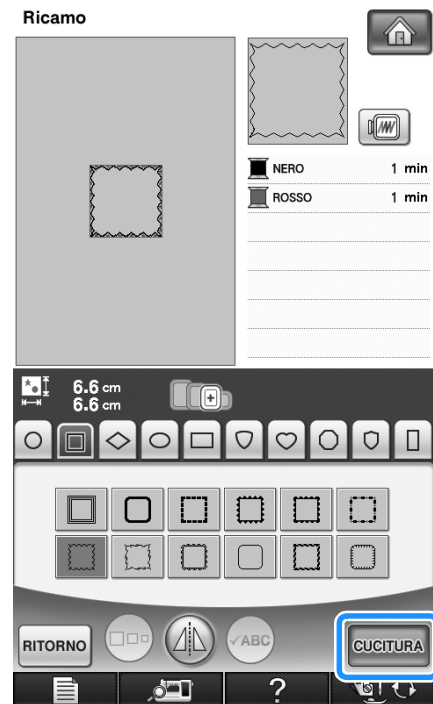 Ricamo
NERO 1 min
ROSSO 1 min
6.6 cm
6.6 cm
RITORNO
ABC
CUCITURA
?